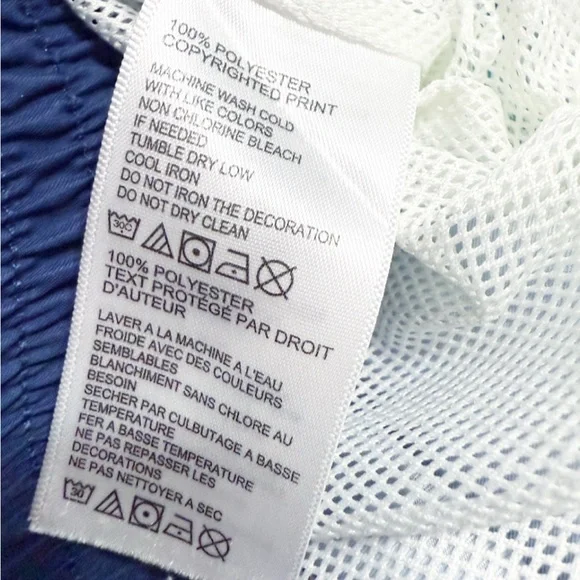 100% POLYESTER
COPYRIGHTED PRINT
MACHINE WASH COLD
WITH LIKE COLORS
NON CHLORINE BLEACH
IF NEEDED
TUMBLE DRY LOW
COOL IRON
DO NOT IRON THE DECORATION
DO NOT DRY CLEAN
100% POLYESTER
TEXT PROTÉGÉ PAR DROIT
D'AUTEUR
LAVER A LA MACHINE A L'EAU
FROIDE AVEC DES COULEURS
SEMBLABLES
BLANCHIMENT SANS CHLORE AU
BESOIN
SECHER PAR CULBUTAGE A BASSE
TEMPERATURE
FER A BASSE TEMPERATURE
NE PAS REPASSER LES
DECORATIONS
NE PAS NETTOYER A SEC
30